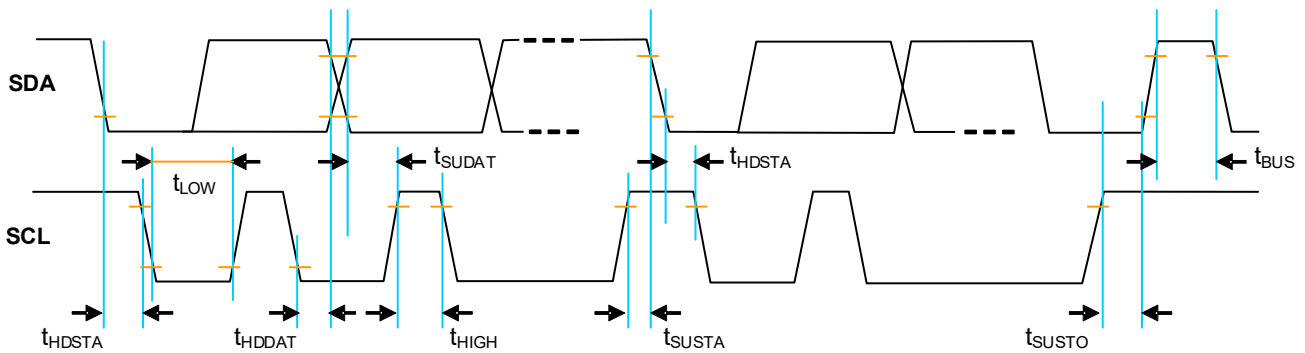 SDA
tSUDAT
tHDSTA
tBUS
tLOW
SCL
tHDSTA
tHDDAT
tHIGH
tSUSTA
tSUSTO